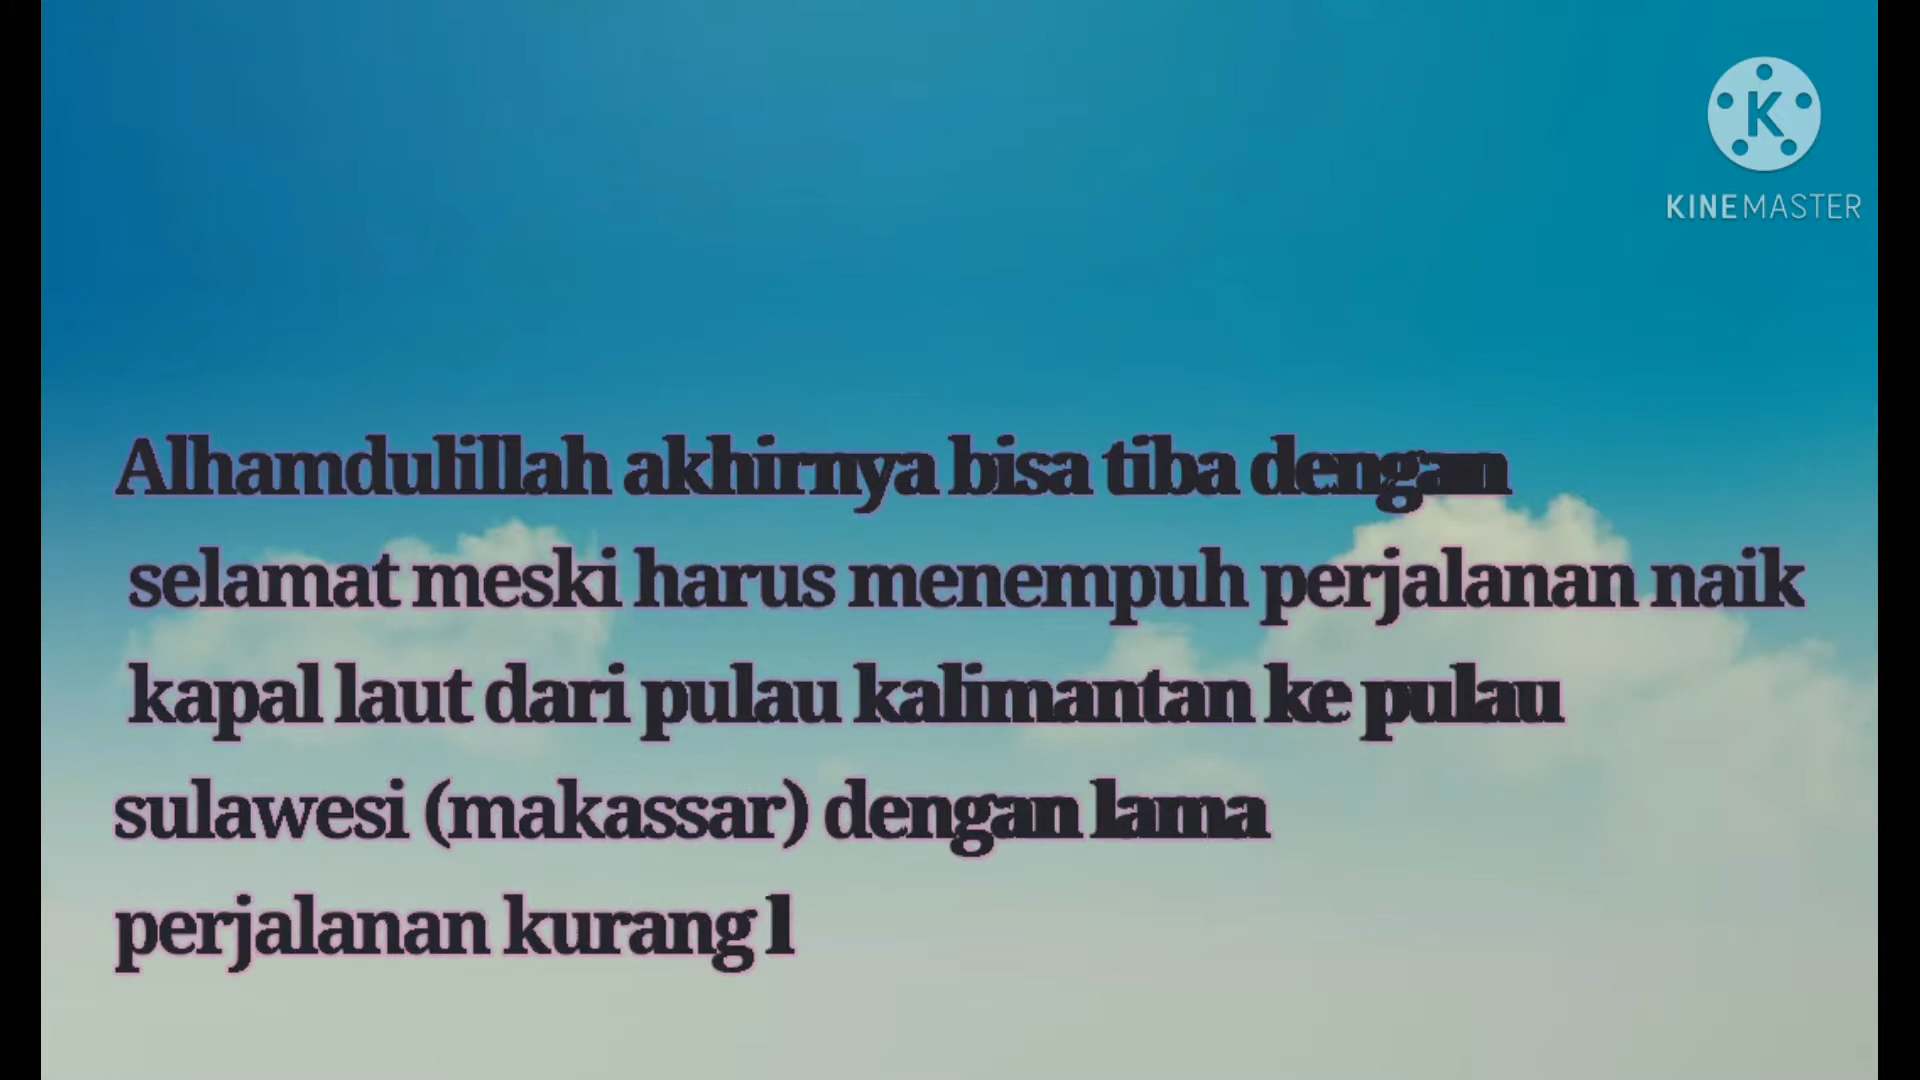 KINEMASTER
Alhamdulillah akhirnya bisa tiba dengan
selamat meski harus menempuh perjalanan naik
kapal laut dari pulau kalimantan ke pulau
sulawesi (makassar) dengan lama
perjalanan kurang l